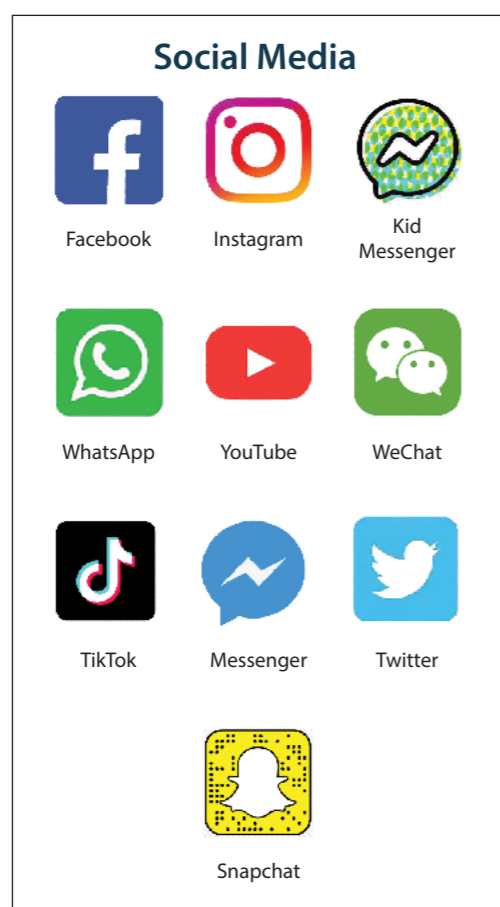 Social Media
Facebook
Instagram
Kid
Messenger
WhatsApp
YouTube
WeChat
TikTok
Messenger
Twitter
Snapchat